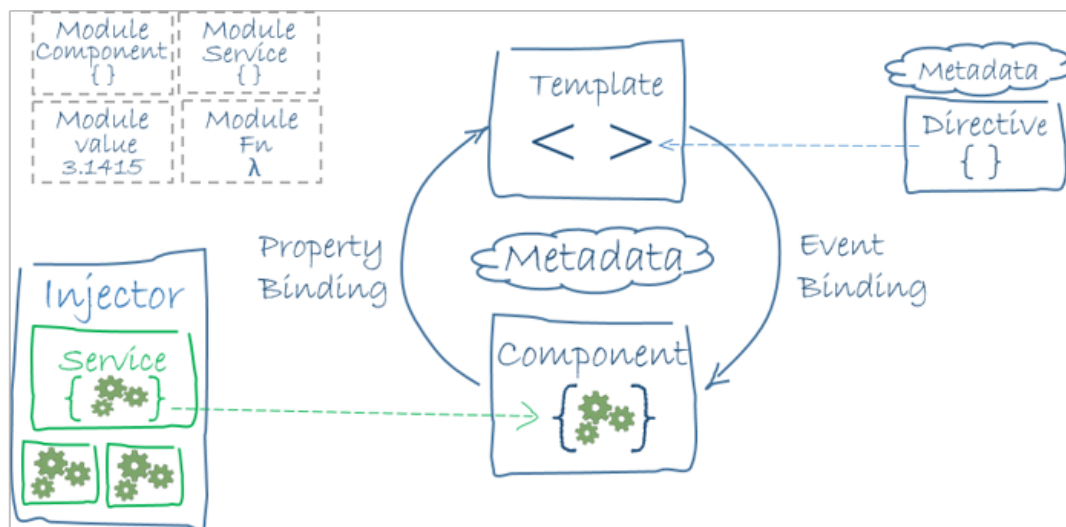 Module
Component
{ }
Module
Service
{ }
Module
value
3.1415
Module
Fn
λ
Template
< >
Metadata
Directive
{ }
Property
Binding
Metadata
Event
Binding
Injector
Service
{ }
Component
{ }